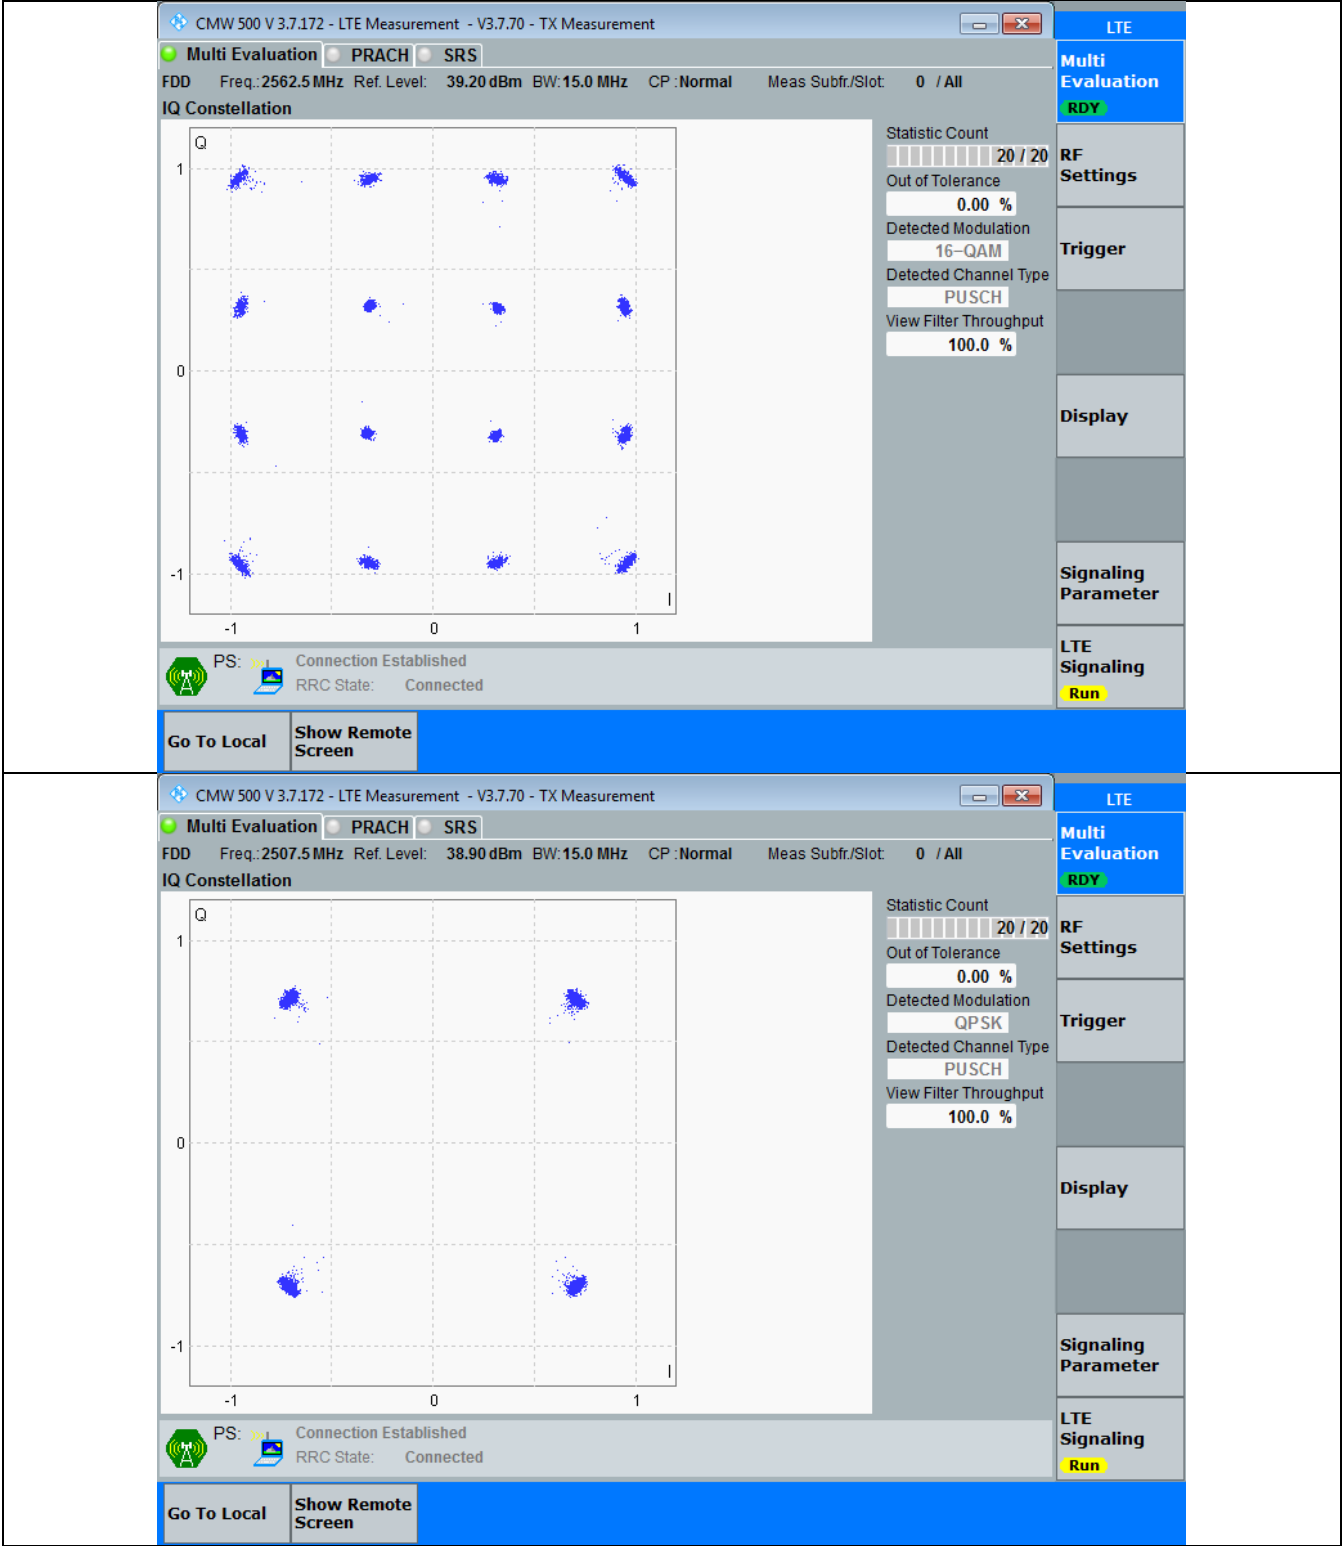 CMW 500 V 3.7.172 - LTE Measurement - V3.7.70 - TX Measurement
LTE
Multi Evaluation PRACH SRS
Multi
Evaluation
RDY
FDD Freq.: 2562.5 MHz Ref. Level: 39.20 dBm BW: 15.0 MHz CP : Normal Meas Subfr./Slot: 0 / All
IQ Constellation
Q
1
0
-1
-1 0 1
I
Statistic Count
20 / 20
Out of Tolerance
0.00 %
Detected Modulation
16-QAM
Detected Channel Type
PUSCH
View Filter Throughput
100.0 %
RF
Settings
Trigger
Display
Signaling
Parameter
LTE
Signaling
Run
PS: Connection Established
RRC State: Connected
Go To Local
Show Remote
Screen
CMW 500 V 3.7.172 - LTE Measurement - V3.7.70 - TX Measurement
LTE
Multi Evaluation PRACH SRS
Multi
Evaluation
RDY
FDD Freq.: 2507.5 MHz Ref. Level: 38.90 dBm BW: 15.0 MHz CP : Normal Meas Subfr./Slot: 0 / All
IQ Constellation
Q
1
0
-1
-1 0 1
I
Statistic Count
20 / 20
Out of Tolerance
0.00 %
Detected Modulation
QPSK
Detected Channel Type
PUSCH
View Filter Throughput
100.0 %
RF
Settings
Trigger
Display
Signaling
Parameter
LTE
Signaling
Run
PS: Connection Established
RRC State: Connected
Go To Local
Show Remote
Screen